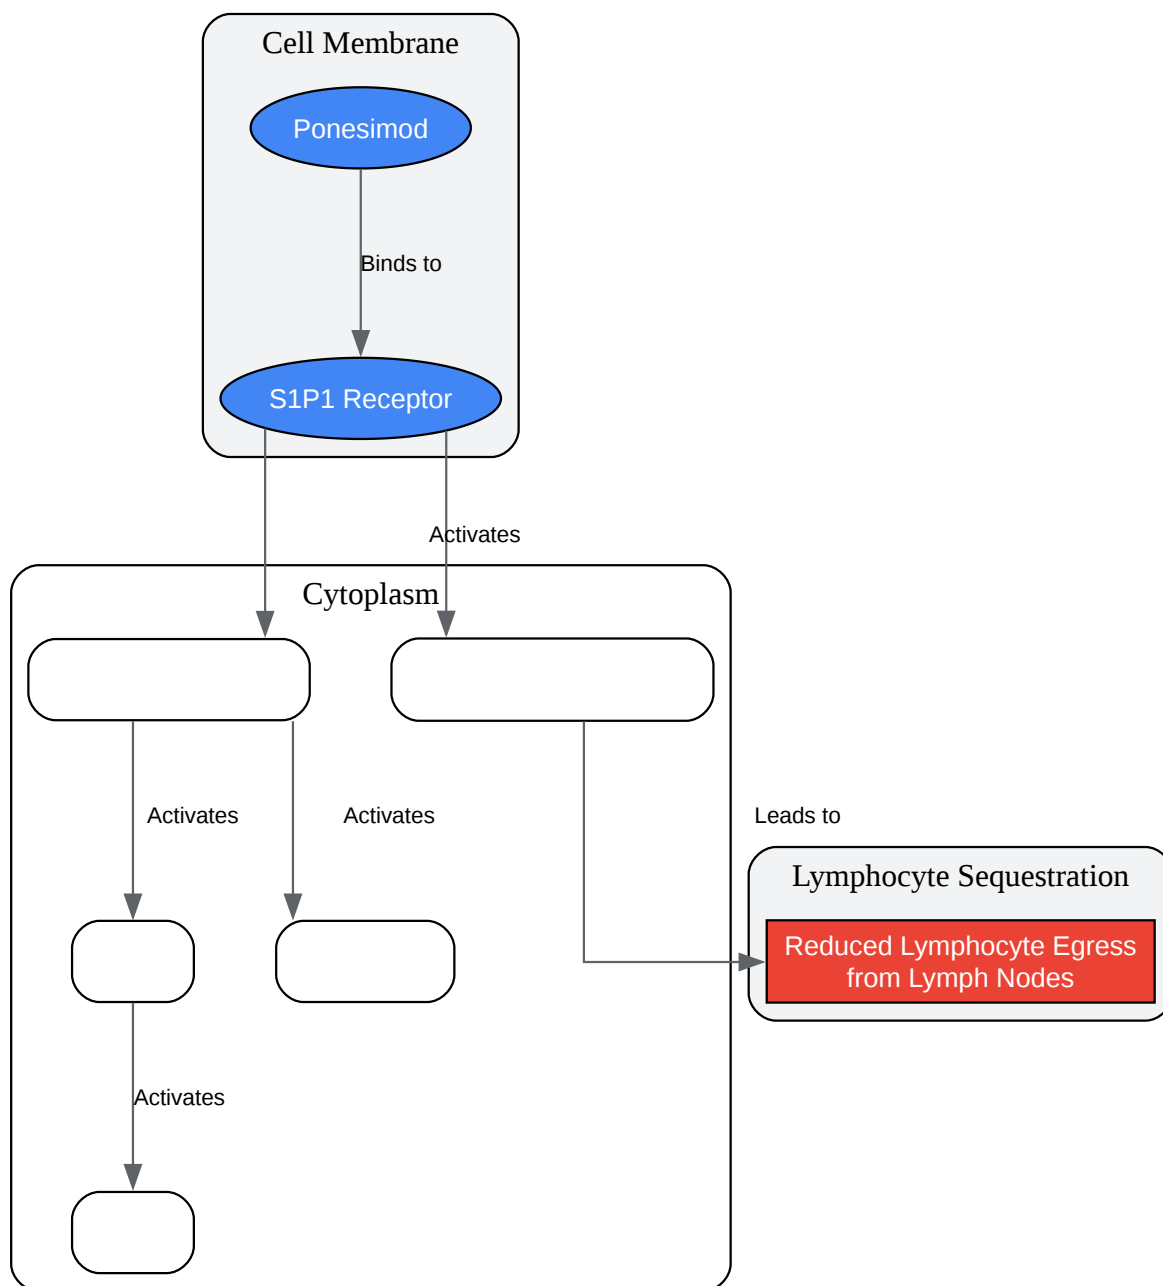 Cell Membrane
Ponesimod
Binds to
S1P1 Receptor
Activates
Cytoplasm
Activates
Activates
Leads to
Lymphocyte Sequestration
Reduced Lymphocyte Egress
from Lymph Nodes
Activates